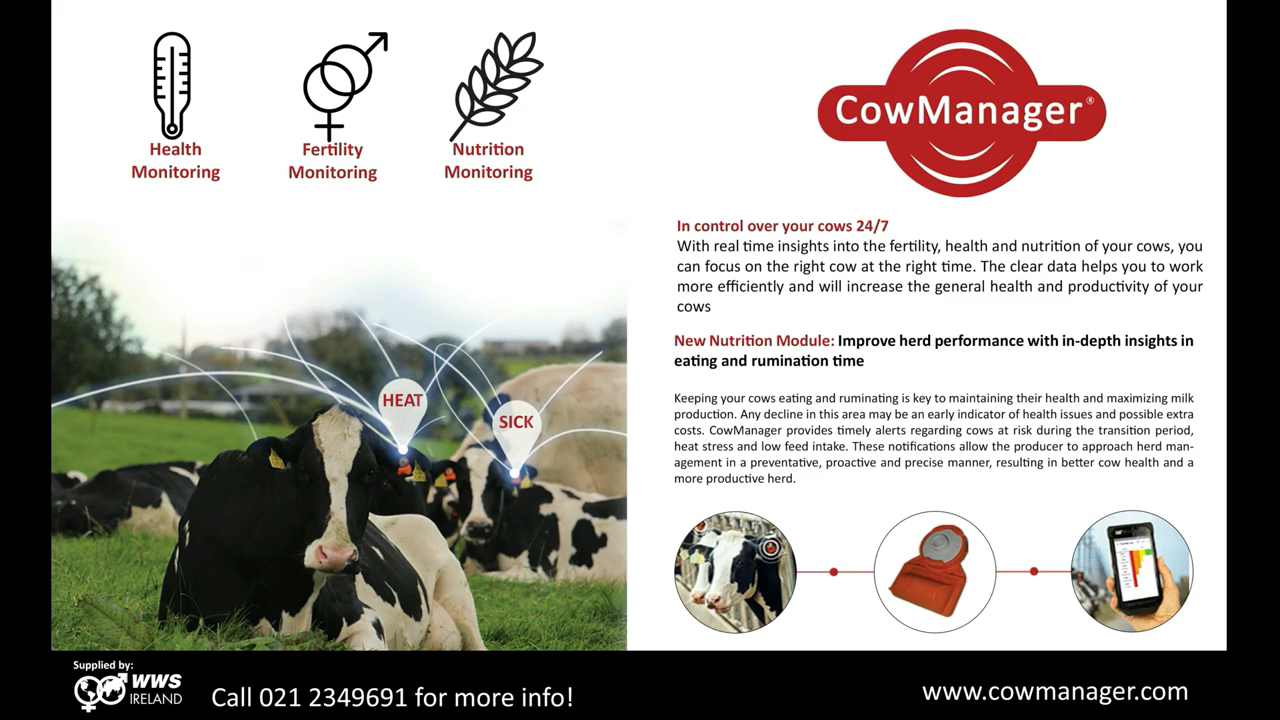 Health
Monitoring
Fertility
Monitoring
Nutrition
Monitoring
CowManager®
In control over your cows 24/7
With real time insights into the fertility, health and nutrition of your cows, you
can focus on the right cow at the right time. The clear data helps you to work
more efficiently and will increase the general health and productivity of your
cows
New Nutrition Module: Improve herd performance with in-depth insights in
eating and rumination time
Keeping your cows eating and ruminating is key to maintaining their health and maximizing milk
production. Any decline in this area may be an early indicator of health issues and possible extra
costs. CowManager provides timely alerts regarding cows at risk during the transition period,
heat stress and low feed intake. These notifications allow the producer to approach herd man-
agement in a preventative, proactive and precise manner, resulting in better cow health and a
more productive herd.
HEAT
SICK
Supplied by:
WWS
IRELAND
Call 021 2349691 for more info!
www.cowmanager.com